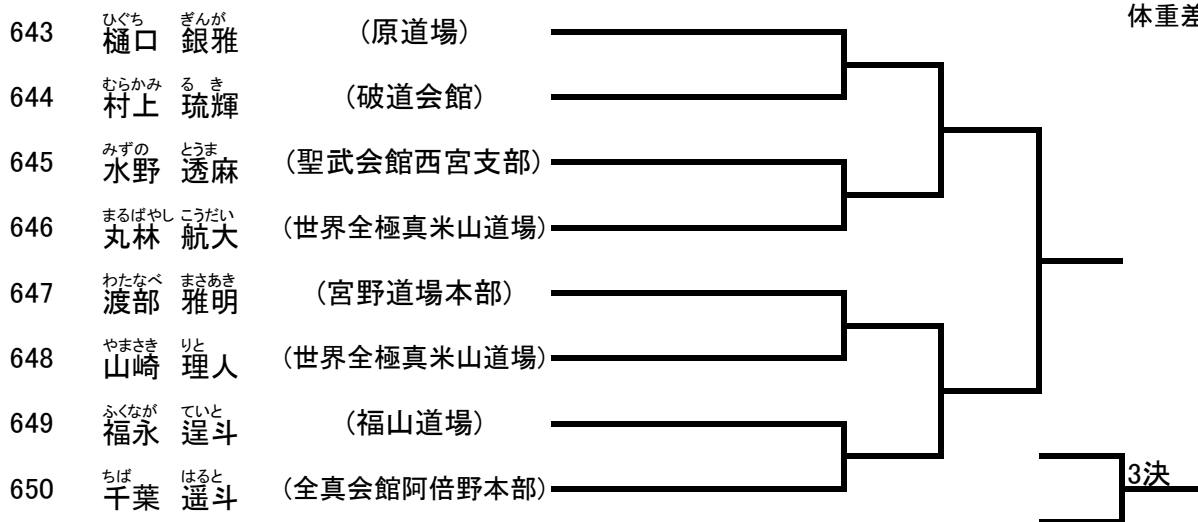 体重差
ひぐち ぎんが
643 樋口 銀雅 (原道場)
むらかみ る き
644 村上 琉輝 (破道会館)
みずの とうま
645 水野 透麻 (聖武会館西宮支部)
まるばやし こうだい
646 丸林 航大 (世界全極真米山道場)
わたなべ まさあき
647 渡部 雅明 (宮野道場本部)
やまさき りと
648 山崎 理人 (世界全極真米山道場)
ふくなが ていと
649 福永 逞斗 (福山道場)
ちば はると
650 千葉 遥斗 (全真会館阿倍野本部)
3決